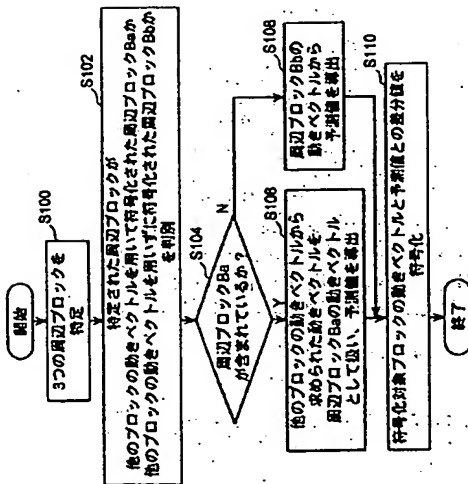 開始
S100
3つの周辺ブロックを
特定
S102
特定された周辺ブロックが
他のブロックの動きベクトルを用いて符号化された周辺ブロックBaか
他のブロックの動きベクトルを用いずに符号化された周辺ブロックBbか
を判別
S104
周辺ブロックBa
が含まれているか?
Y
N
S106
他のブロックの動きベクトルから
求められた動きベクトルを
周辺ブロックBaの動きベクトル
として扱い、予測値を導出
S108
周辺ブロックBbの
動きベクトルから
予測値を導出
S110
符号化対象ブロックの動きベクトルと予測値との差分値を
符号化
終了